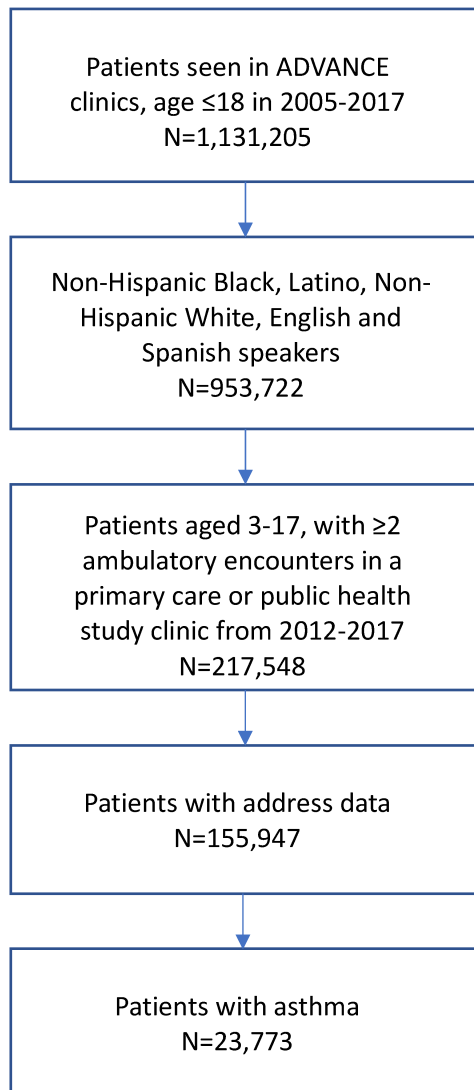 Patients seen in ADVANCE
clinics, age ≤18 in 2005-2017
N=1,131,205
Non-Hispanic Black, Latino, Non-
Hispanic White, English and
Spanish speakers
N=953,722
Patients aged 3-17, with ≥2
ambulatory encounters in a
primary care or public health
study clinic from 2012-2017
N=217,548
Patients with address data
N=155,947
Patients with asthma
N=23,773